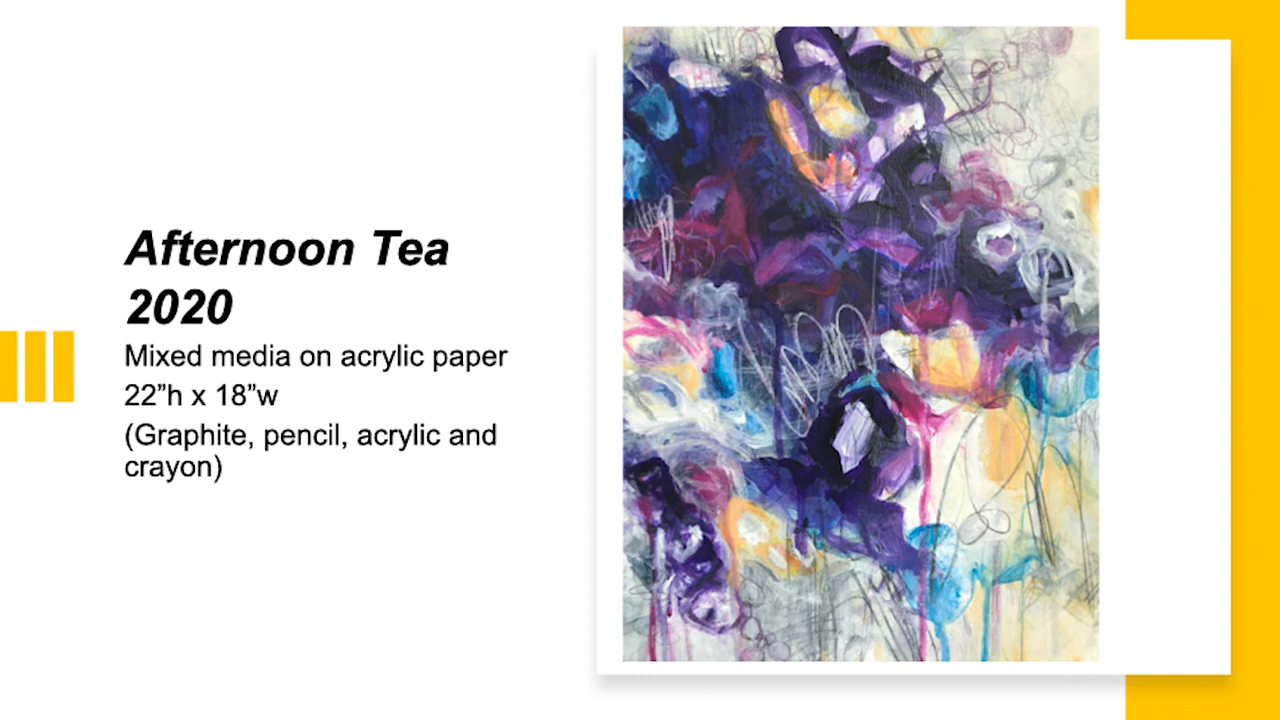 Afternoon Tea
2020
Mixed media on acrylic paper
22”h x 18”w
(Graphite, pencil, acrylic and
crayon)